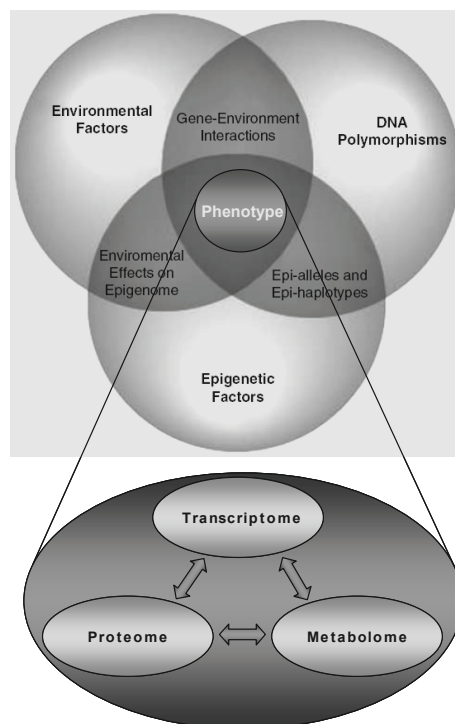 Environmental
Factors
Gene-Environment
Interactions
DNA
Polymorphisms
Phenotype
Enviromental
Effects on
Epigenome
Epi-alleles and
Epi-haplotypes
Epigenetic
Factors
Transcriptome
Proteome
Metabolome